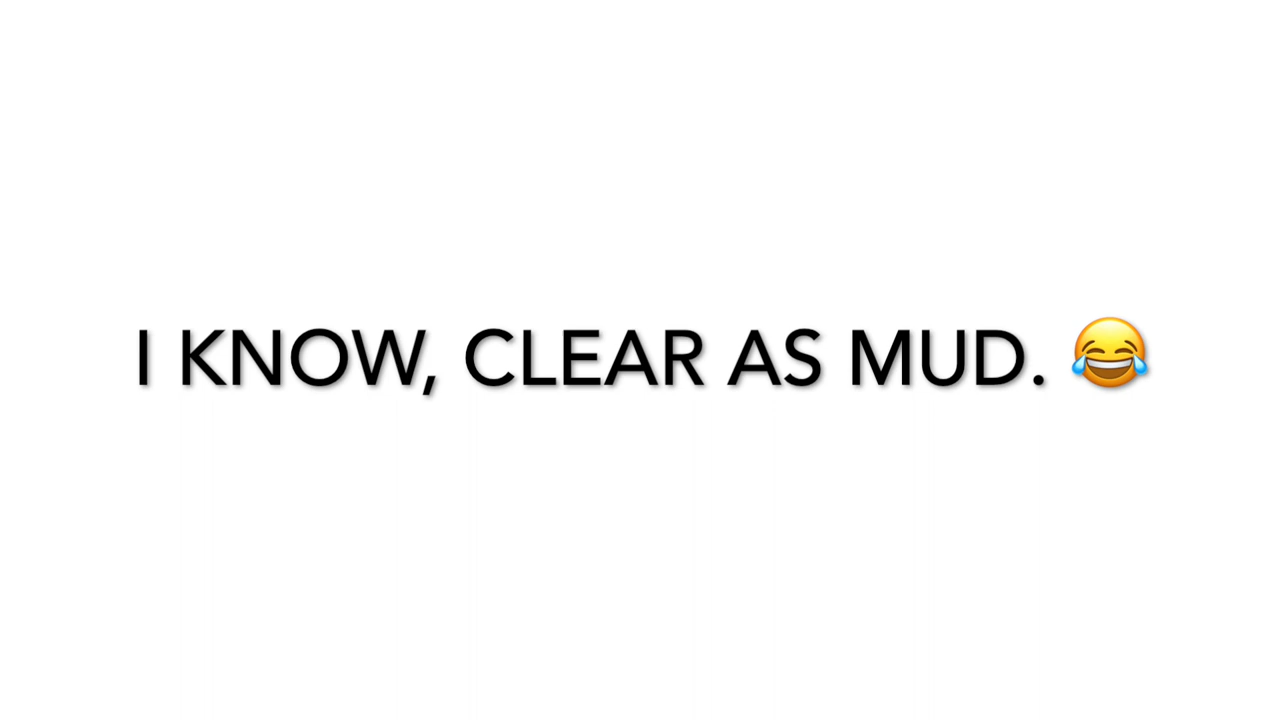 I KNOW, CLEAR AS MUD. 😂